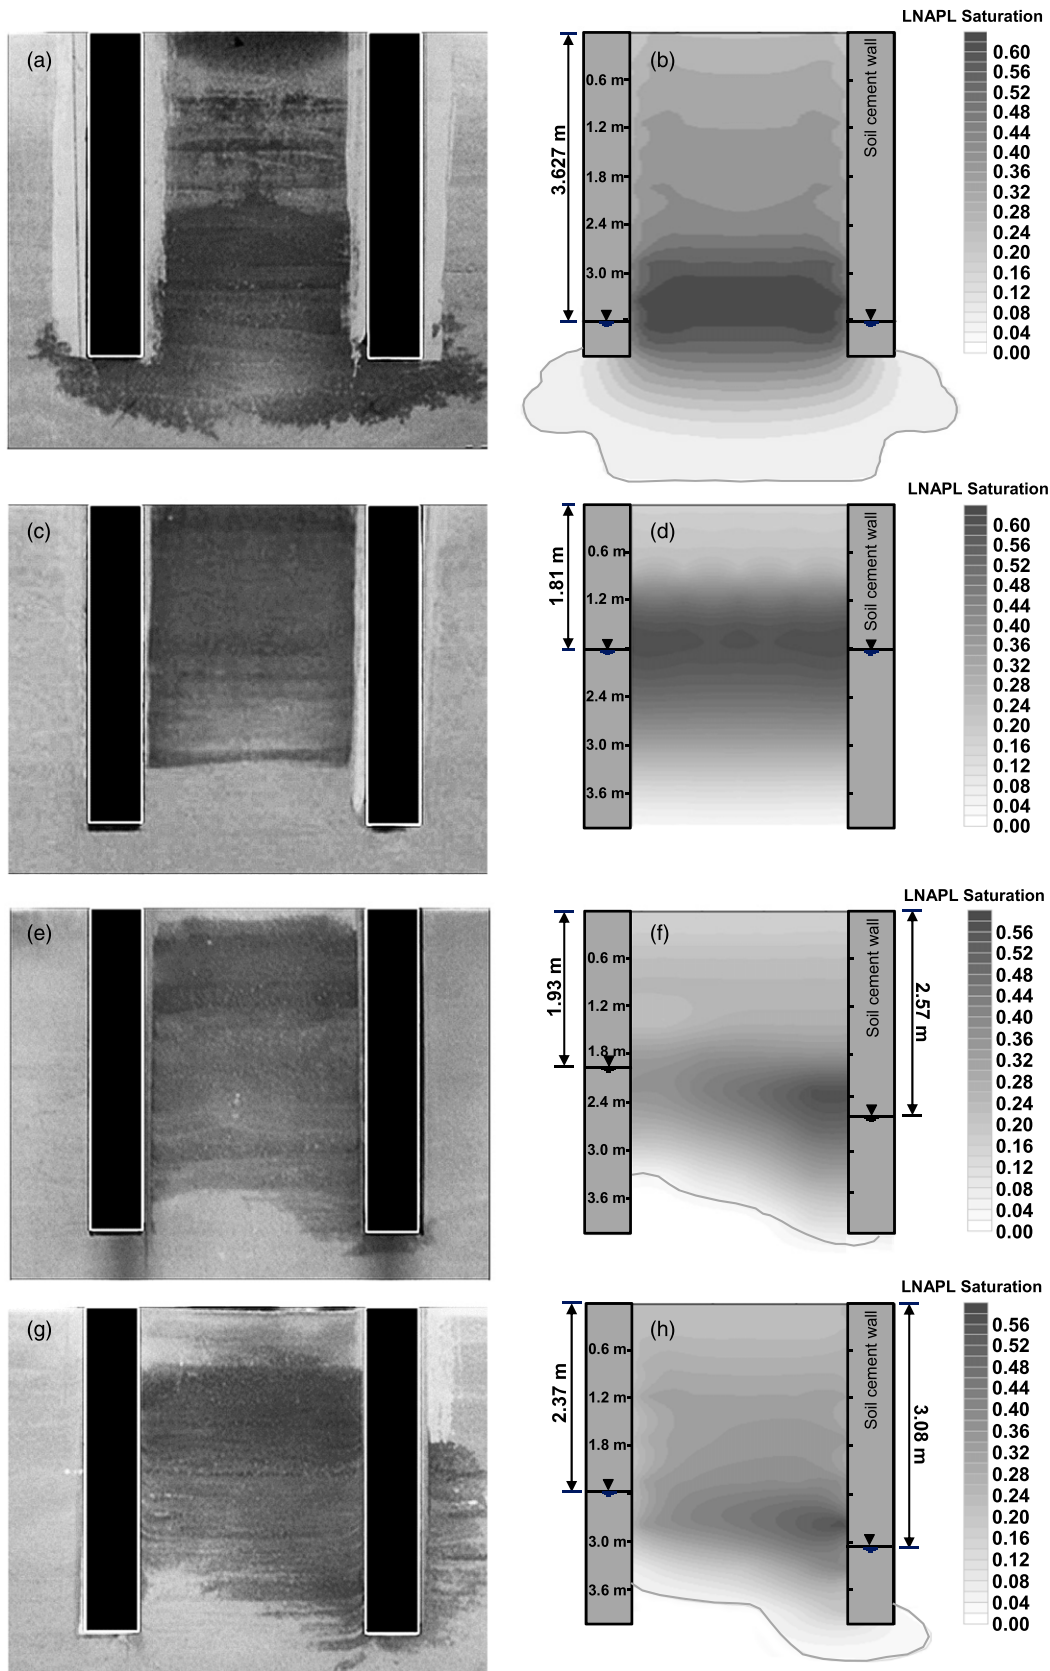 LNAPL Saturation
(a)
(b)
3.627 m
0.6 m
1.2 m
1.8 m
2.4 m
3.0 m
Soil cement wall
0.60
0.56
0.52
0.48
0.44
0.40
0.36
0.32
0.28
0.24
0.20
0.16
0.12
0.08
0.04
0.00
LNAPL Saturation
(c)
(d)
1.81 m
0.6 m
1.2 m
2.4 m
3.0 m
3.6 m
Soil cement wall
0.60
0.56
0.52
0.48
0.44
0.40
0.36
0.32
0.28
0.24
0.20
0.16
0.12
0.08
0.04
0.00
LNAPL Saturation
(e)
(f)
1.93 m
0.6 m
1.2 m
1.8 m
2.4 m
3.0 m
3.6 m
Soil cement wall
2.57 m
0.56
0.52
0.48
0.44
0.40
0.36
0.32
0.28
0.24
0.20
0.16
0.12
0.08
0.04
0.00
LNAPL Saturation
(g)
(h)
2.37 m
0.6 m
1.2 m
1.8 m
3.0 m
3.6 m
Soil cement wall
3.08 m
0.56
0.52
0.48
0.44
0.40
0.36
0.32
0.28
0.24
0.20
0.16
0.12
0.08
0.04
0.00